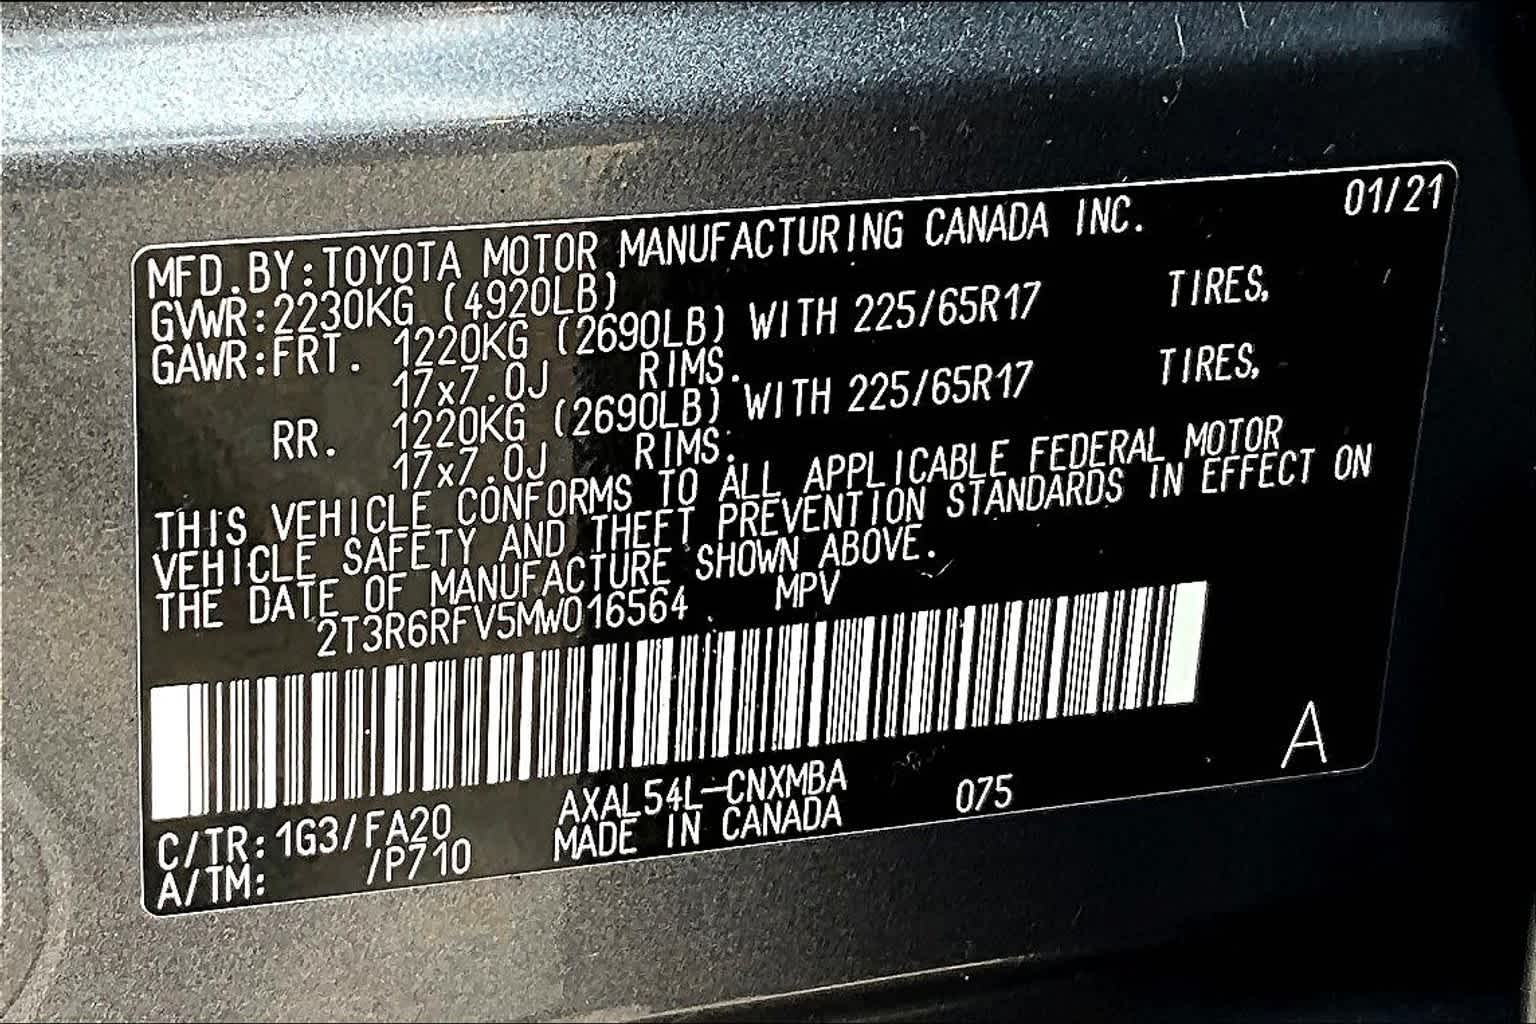 01/21
MFD.BY:TOYOTA MOTOR MANUFACTURING CANADA INC.
GVWR:2230KG (4920LB)
GAWR:FRT. 1220KG (2690LB) WITH 225/65R17 TIRES,
17x7.0J RIMS.
RR. 1220KG (2690LB) WITH 225/65R17 TIRES,
17x7.0J RIMS.
THIS VEHICLE CONFORMS TO ALL APPLICABLE FEDERAL MOTOR
VEHICLE SAFETY AND THEFT PREVENTION STANDARDS IN EFFECT ON
THE DATE OF MANUFACTURE SHOWN ABOVE.
2T3R6RFV5MW016564 MPV
A
AXAL54L-CNXMBA 075
C/TR:1G3/FA20 MADE IN CANADA
A/TM: /P710